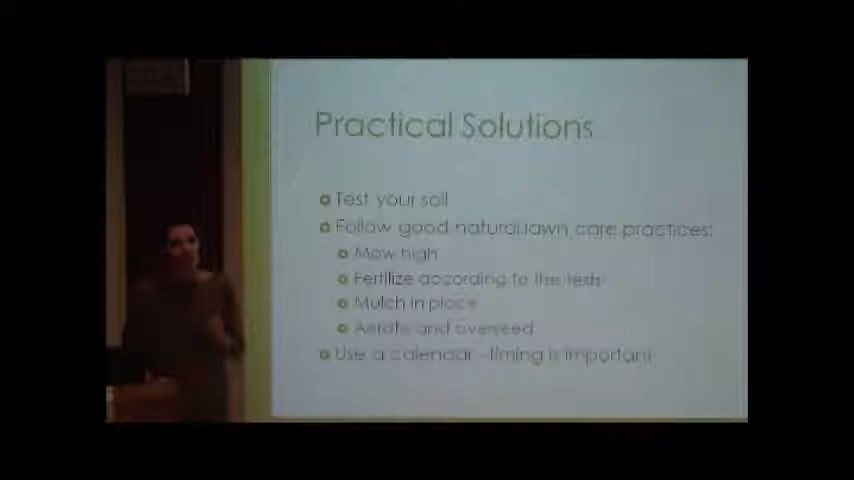 Practical Solutions
Test your soil
Follow good natural lawn care practices:
Mow high
Fertilize according to the tests
Mulch in place
Aerate and overseed
Use a calendar –timing is important